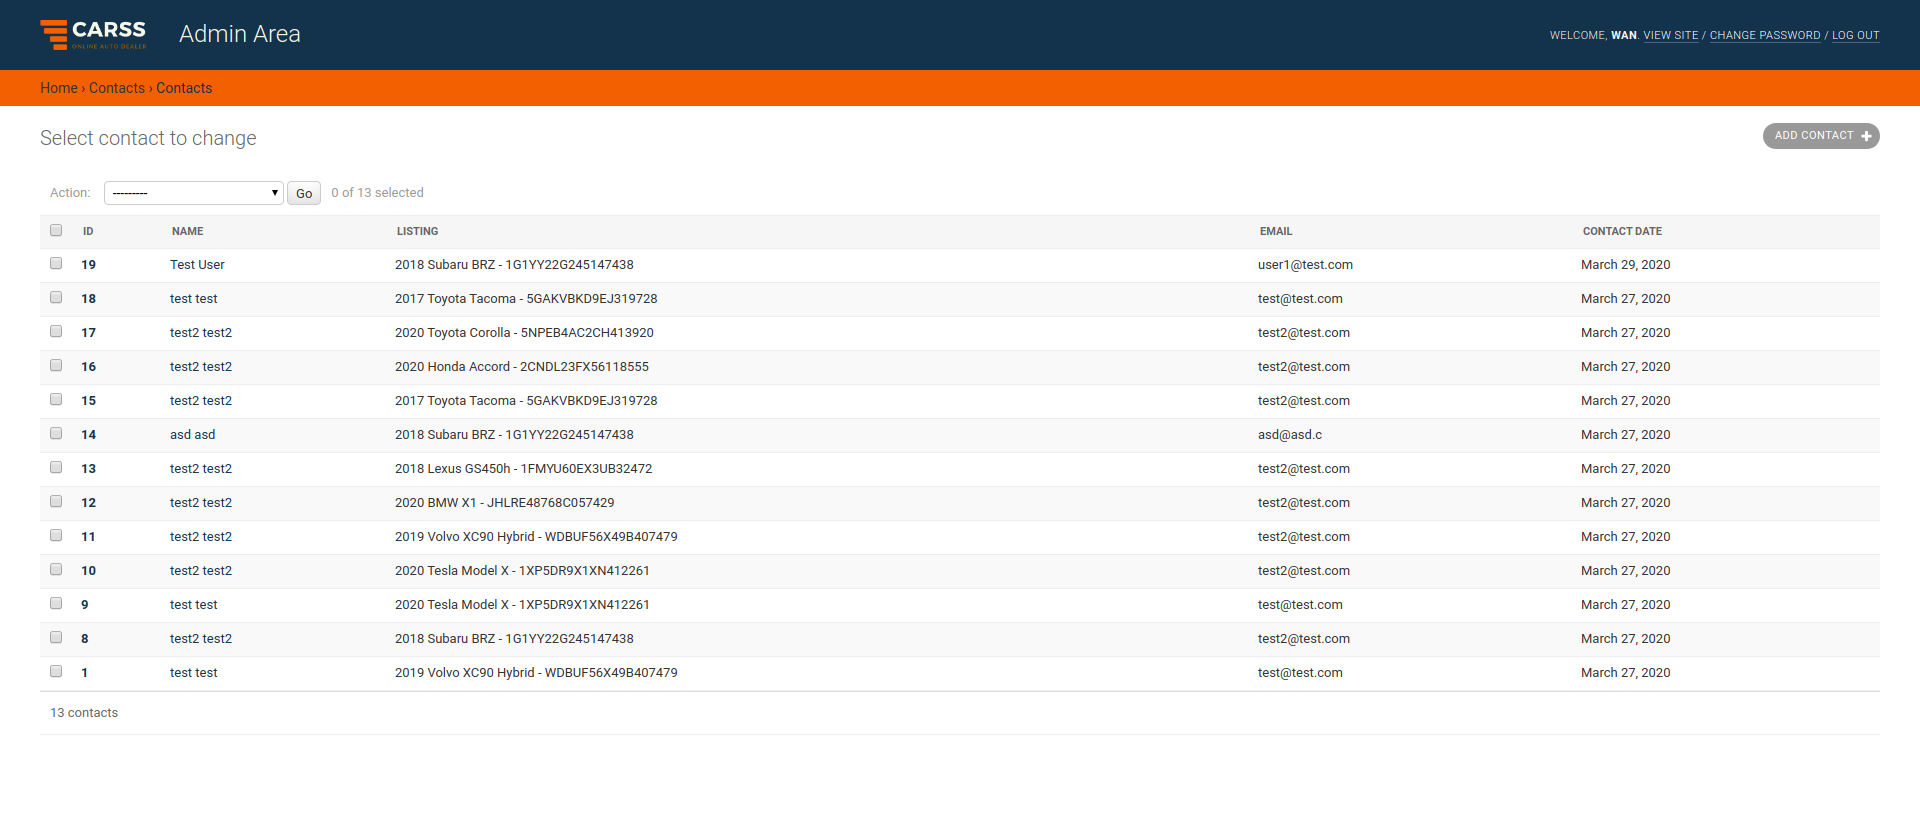 CARSS
ONLINE AUTO DEALER
Admin Area
WELCOME, WAN. VIEW SITE / CHANGE PASSWORD / LOG OUT
Home › Contacts › Contacts
Select contact to change
ADD CONTACT
Action: --------- Go 0 of 13 selected
ID NAME LISTING EMAIL CONTACT DATE
19 Test User 2018 Subaru BRZ - 1G1YY22G245147438 user1@test.com March 29, 2020
18 test test 2017 Toyota Tacoma - 5GAKVBKD9EJ319728 test@test.com March 27, 2020
17 test2 test2 2020 Toyota Corolla - 5NPEB4AC2CH413920 test2@test.com March 27, 2020
16 test2 test2 2020 Honda Accord - 2CNDL23FX56118555 test2@test.com March 27, 2020
15 test2 test2 2017 Toyota Tacoma - 5GAKVBKD9EJ319728 test2@test.com March 27, 2020
14 asd asd 2018 Subaru BRZ - 1G1YY22G245147438 asd@asd.c March 27, 2020
13 test2 test2 2018 Lexus GS450h - 1FMYU60EX3UB32472 test2@test.com March 27, 2020
12 test2 test2 2020 BMW X1 - JHLRE48768C057429 test2@test.com March 27, 2020
11 test2 test2 2019 Volvo XC90 Hybrid - WDBUF56X49B407479 test2@test.com March 27, 2020
10 test2 test2 2020 Tesla Model X - 1XP5DR9X1XN412261 test2@test.com March 27, 2020
9 test test 2020 Tesla Model X - 1XP5DR9X1XN412261 test@test.com March 27, 2020
8 test2 test2 2018 Subaru BRZ - 1G1YY22G245147438 test2@test.com March 27, 2020
1 test test 2019 Volvo XC90 Hybrid - WDBUF56X49B407479 test@test.com March 27, 2020
13 contacts